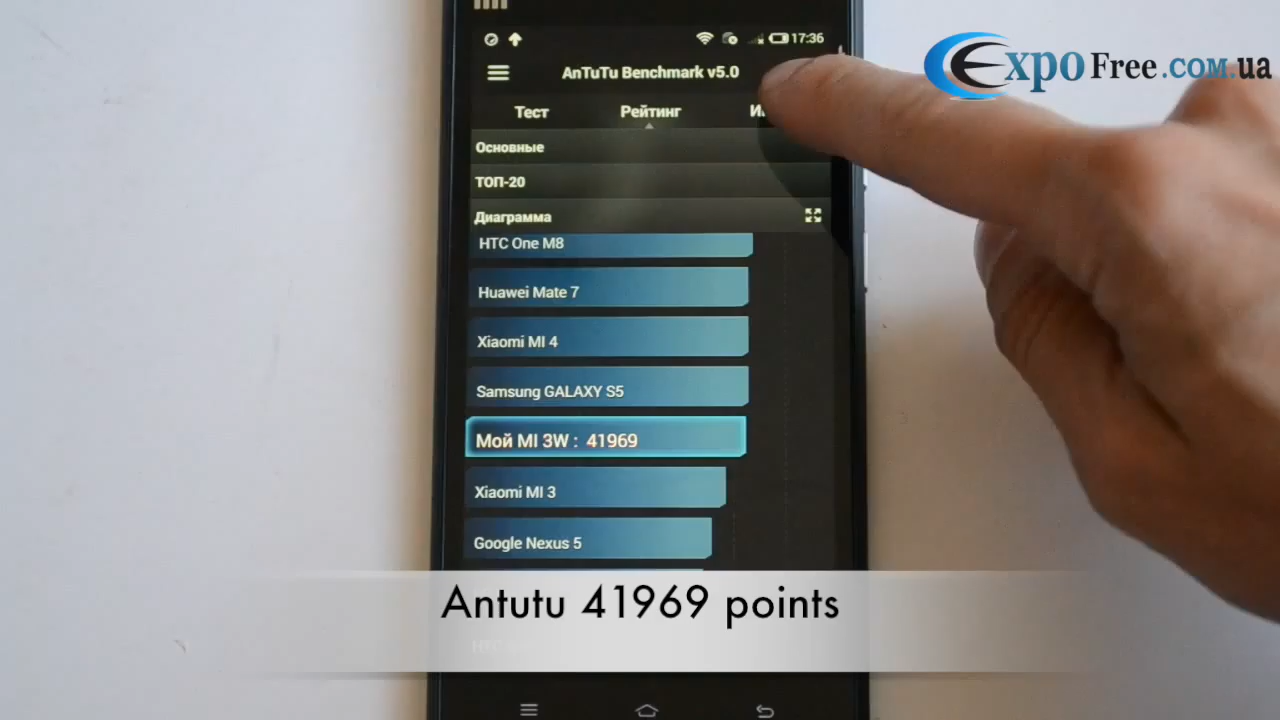 17:36
AnTuTu Benchmark v5.0
Expo Free.com.ua
Тест Рейтинг
Основные
ТОП-20
Диаграмма
HTC One M8
Huawei Mate 7
Xiaomi MI 4
Samsung GALAXY S5
Мой MI 3W : 41969
Xiaomi MI 3
Google Nexus 5
Antutu 41969 points